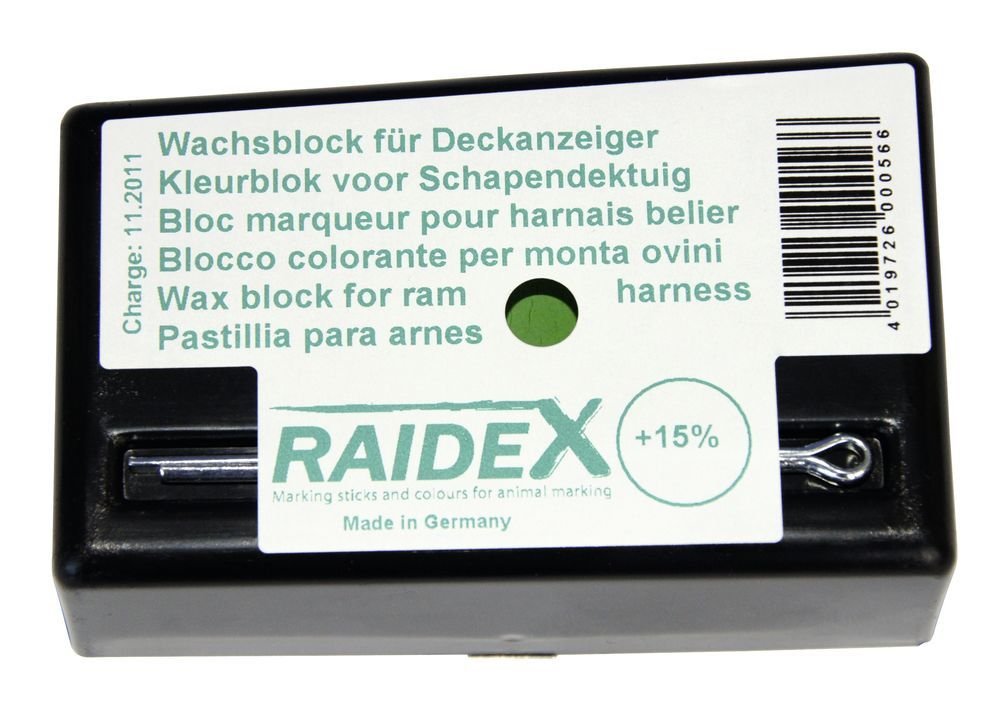 Wachsblock für Deckanzeiger
Kleurblok voor Schapendektuig
Bloc marqueur pour harnais belier
Blocco colorante per monta ovini
Wax block for ram harness
Pastillia para arnes
Charge: 11.2011
4 019726 000566
RAIDEX
Marking sticks and colours for animal marking
Made in Germany
+15%